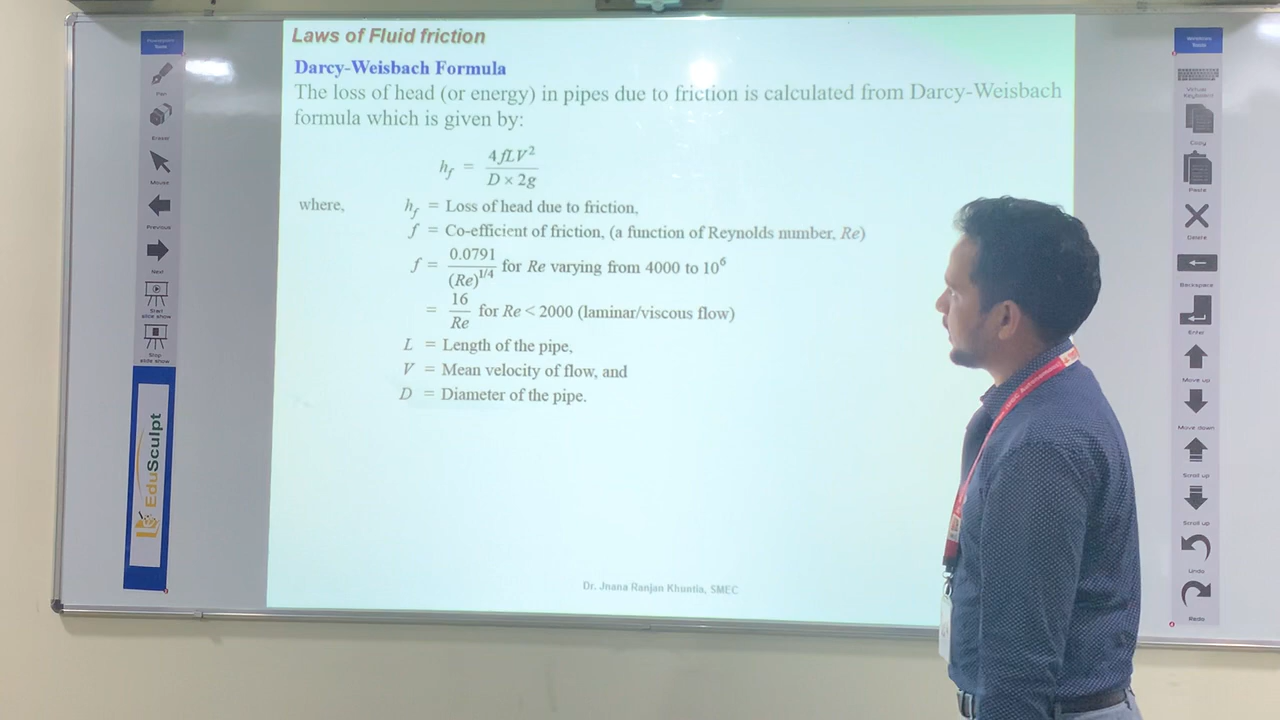 Laws of Fluid friction
Darcy-Weisbach Formula
The loss of head (or energy) in pipes due to friction is calculated from Darcy-Weisbach
formula which is given by:
h_f = 4fLV² / D × 2g
where, h_f = Loss of head due to friction,
f = Co-efficient of friction, (a function of Reynolds number, Re)
f = 0.0791 / (Re)^1/4 for Re varying from 4000 to 10⁶
= 16 / Re for Re < 2000 (laminar/viscous flow)
L = Length of the pipe,
V = Mean velocity of flow, and
D = Diameter of the pipe.
Dr. Jnana Ranjan Khuntia, SMEC
Pen
Eraser
Mouse
Previous
Next
Start
slide show
Stop
slide show
EduSculpt
Virtual
Keyboard
Copy
Paste
Delete
Backspace
Enter
Move up
Move down
Scroll up
Scroll up
Undo
Redo